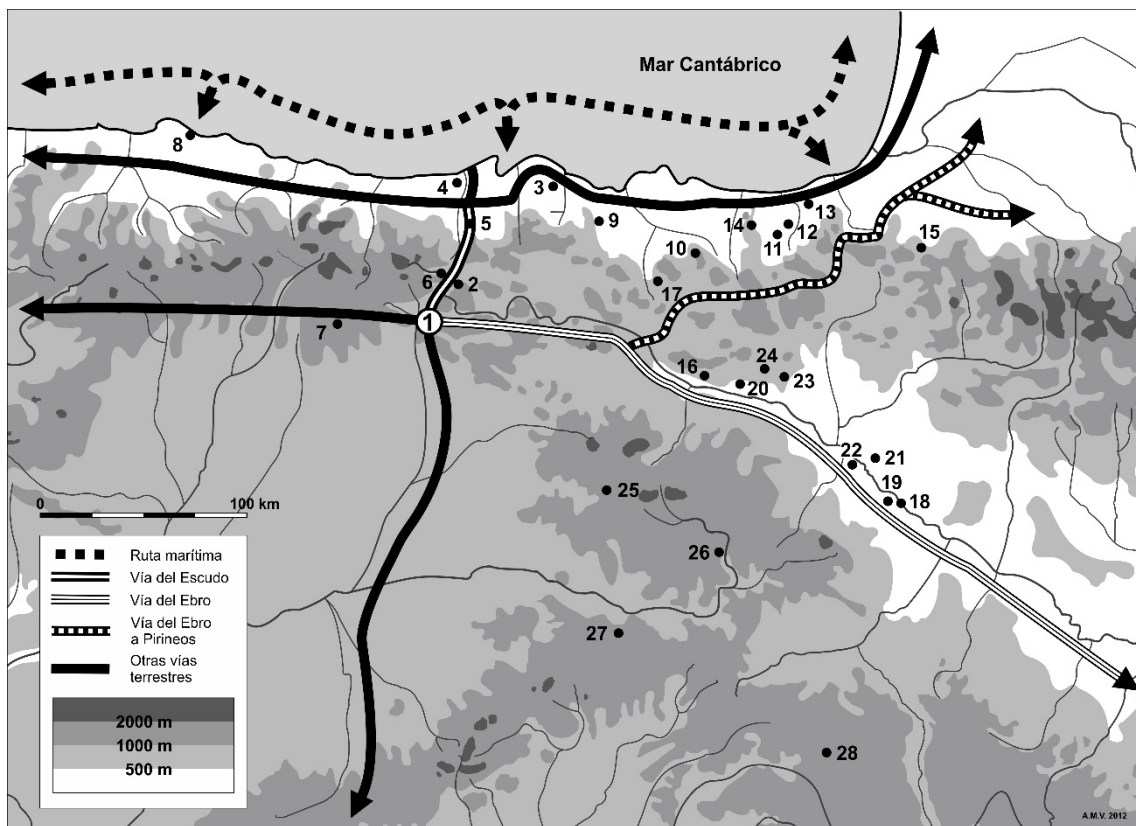 Mar Cantábrico
8
4
3
13
5
9
14
12
11
15
10
6
2
17
1
7
24
16
20
23
22
21
19
18
25
26
27
28
0
100 km
Ruta marítima
Vía del Escudo
Vía del Ebro
Vía del Ebro
a Pirineos
Otras vías
terrestres
2000 m
1000 m
500 m
A.M.V. 2012